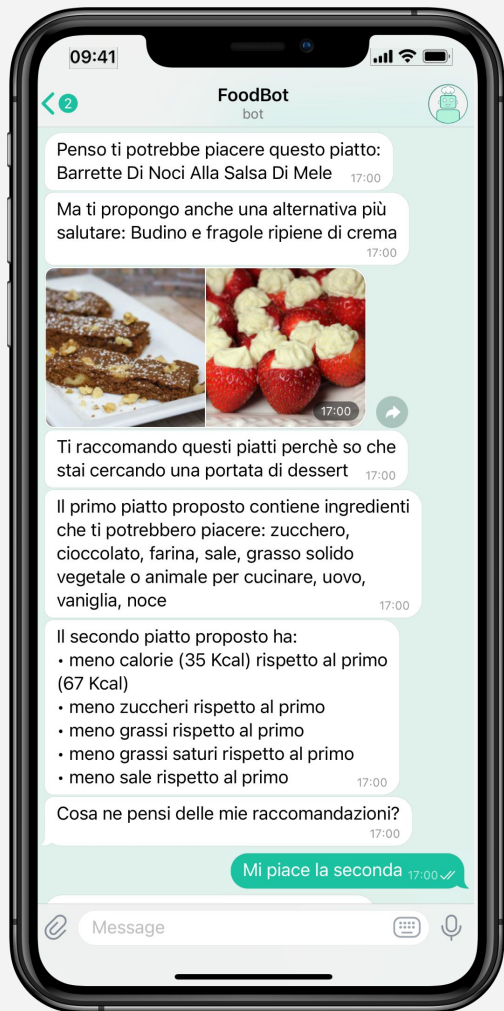 09:41
2
FoodBot
bot
Penso ti potrebbe piacere questo piatto:
Barrette Di Noci Alla Salsa Di Mele 17:00
Ma ti propongo anche una alternativa più
salutare: Budino e fragole ripiene di crema
17:00
17:00
Ti raccomando questi piatti perchè so che
stai cercando una portata di dessert 17:00
Il primo piatto proposto contiene ingredienti
che ti potrebbero piacere: zucchero,
cioccolato, farina, sale, grasso solido
vegetale o animale per cucinare, uovo,
vaniglia, noce
17:00
Il secondo piatto proposto ha:
• meno calorie (35 Kcal) rispetto al primo
(67 Kcal)
• meno zuccheri rispetto al primo
• meno grassi rispetto al primo
• meno grassi saturi rispetto al primo
• meno sale rispetto al primo 17:00
Cosa ne pensi delle mie raccomandazioni?
17:00
Mi piace la seconda 17:00
Message